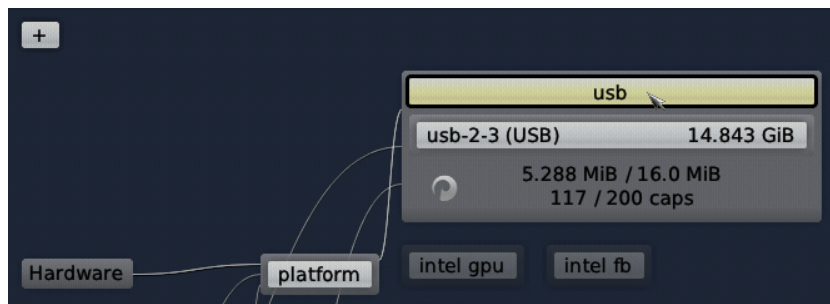 +
usb
usb-2-3 (USB) 14.843 GiB
5.288 MiB / 16.0 MiB
117 / 200 caps
Hardware
platform
intel gpu
intel fb